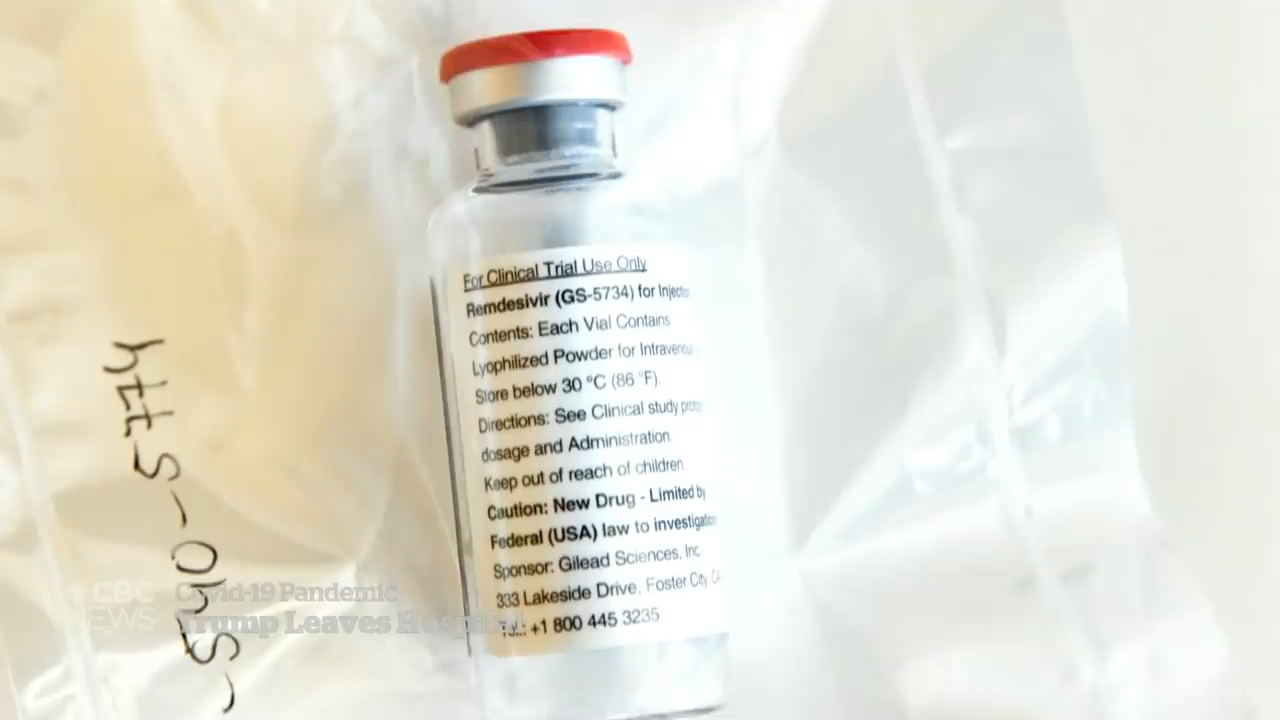 For Clinical Trial Use Only
Remdesivir (GS-5734) for
Contents: Each Vial Contains
Lyophilized Powder for
Store below 30 °C (86 °F).
Directions: See Clinical study
dosage and Administration.
Keep out of reach of children.
Caution: New Drug - Limited by
Federal (USA) law to
Sponsor: Gilead Sciences, Inc
333 Lakeside Drive, Foster City,
+1 800 445 3235
CBC
NEWS
Covid-19 Pandemic
Trump Leaves Hospital